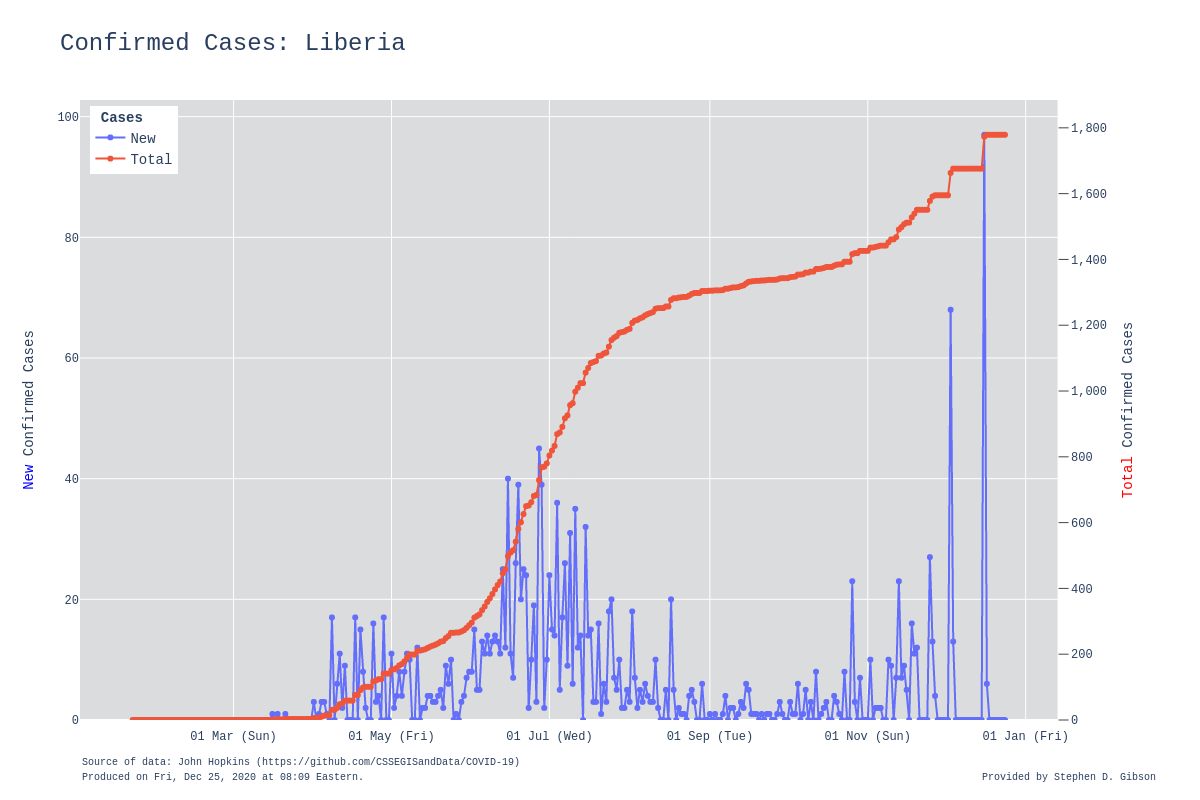 Confirmed Cases: Liberia
Cases
New
Total
100
80
60
40
20
0
1,800
1,600
1,400
1,200
1,000
800
600
400
200
0
New Confirmed Cases
Total Confirmed Cases
01 Mar (Sun)
01 May (Fri)
01 Jul (Wed)
01 Sep (Tue)
01 Nov (Sun)
01 Jan (Fri)
Source of data: John Hopkins (https://github.com/CSSEGISandData/COVID-19)
Produced on Fri, Dec 25, 2020 at 08:09 Eastern.
Provided by Stephen D. Gibson